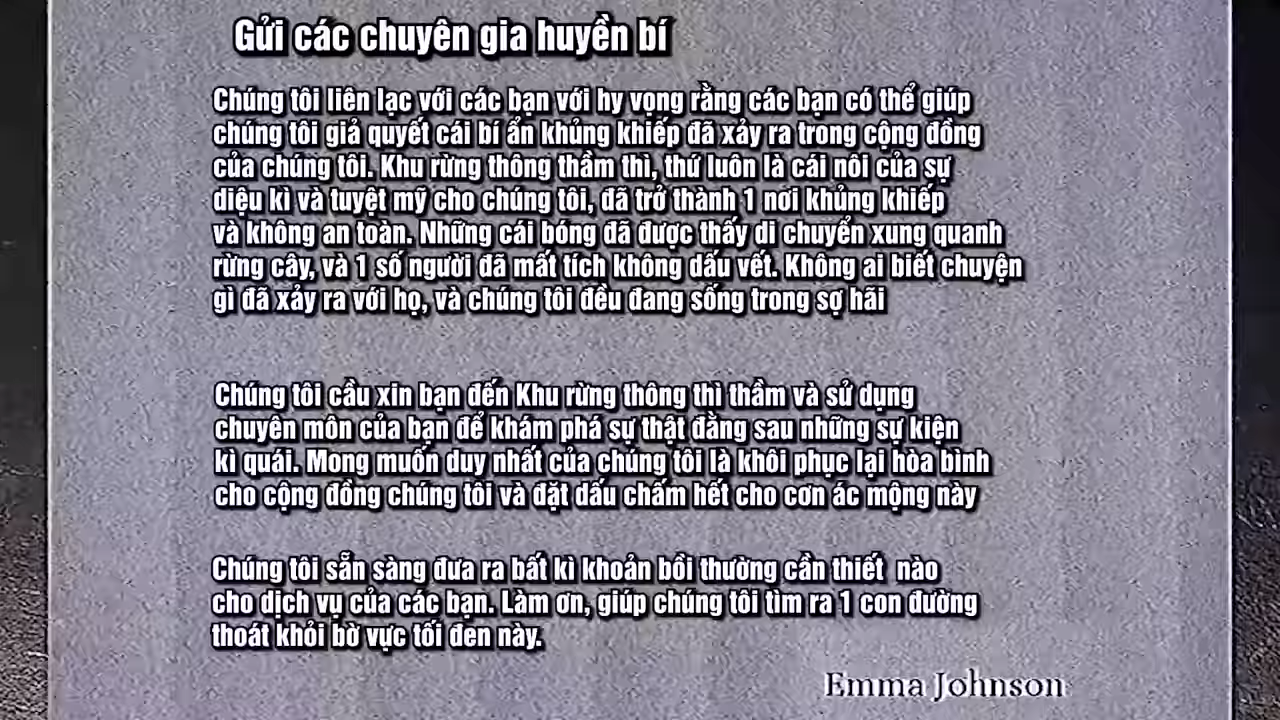 Gửi các chuyên gia huyền bí
Chúng tôi liên lạc với các bạn với hy vọng rằng các bạn có thể giúp
chúng tôi giả quyết cái bí ẩn khủng khiếp đã xảy ra trong cộng đồng
của chúng tôi. Khu rừng thông thầm thì, thứ luôn là cái nôi của sự
diệu kì và tuyệt mỹ cho chúng tôi, đã trở thành 1 nơi khủng khiếp
và không an toàn. Những cái bóng đã được thấy di chuyển xung quanh
rừng cây, và 1 số người đã mất tích không dấu vết. Không ai biết chuyện
gì đã xảy ra với họ, và chúng tôi đều đang sống trong sợ hãi
Chúng tôi cầu xin bạn đến Khu rừng thông thì thầm và sử dụng
chuyên môn của bạn để khám phá sự thật đằng sau những sự kiện
kì quái. Mong muốn duy nhất của chúng tôi là khôi phục lại hòa bình
cho cộng đồng chúng tôi và đặt dấu chấm hết cho cơn ác mộng này
Chúng tôi sẵn sàng đưa ra bất kì khoản bồi thường cần thiết nào
cho dịch vụ của các bạn. Làm ơn, giúp chúng tôi tìm ra 1 con đường
thoát khỏi bờ vực tối đen này.
Emma Johnson